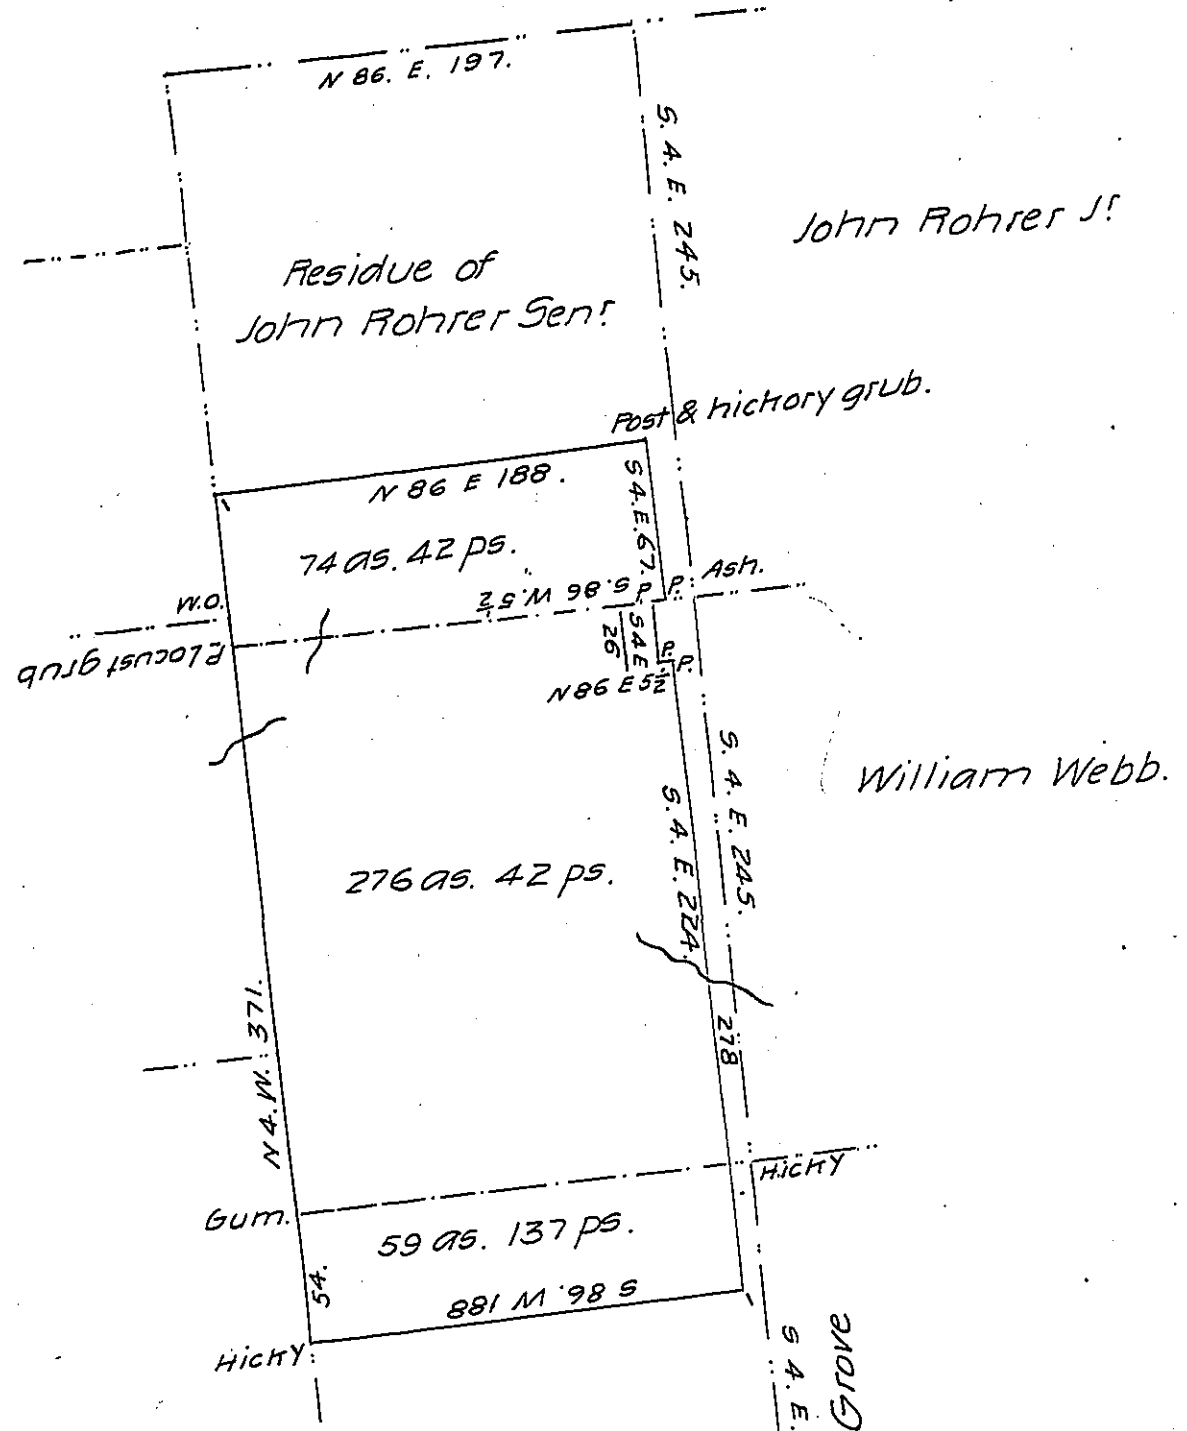 N 86. E. 197.
S. 4. E. 245.
John Rohrer Jr
Residue of
John Rohrer Senr
Post & hickory grub.
N 86 E 188.
S 4. E. 67.
74 as. 42 ps.
Ash.
P.
P.
S. 86 W. 5½
W.O.
P. Locust grub
S 4 E
26
P.
P.
N 86 E 5½
S. 4. E. 245.
William Webb.
S. 4. E. 224.
276 as. 42 ps.
N 4. W. 371.
278
Hicky
Gum.
59 as. 137 ps.
54.
S 86. W 188
Hicky
S 4. E.
Grove